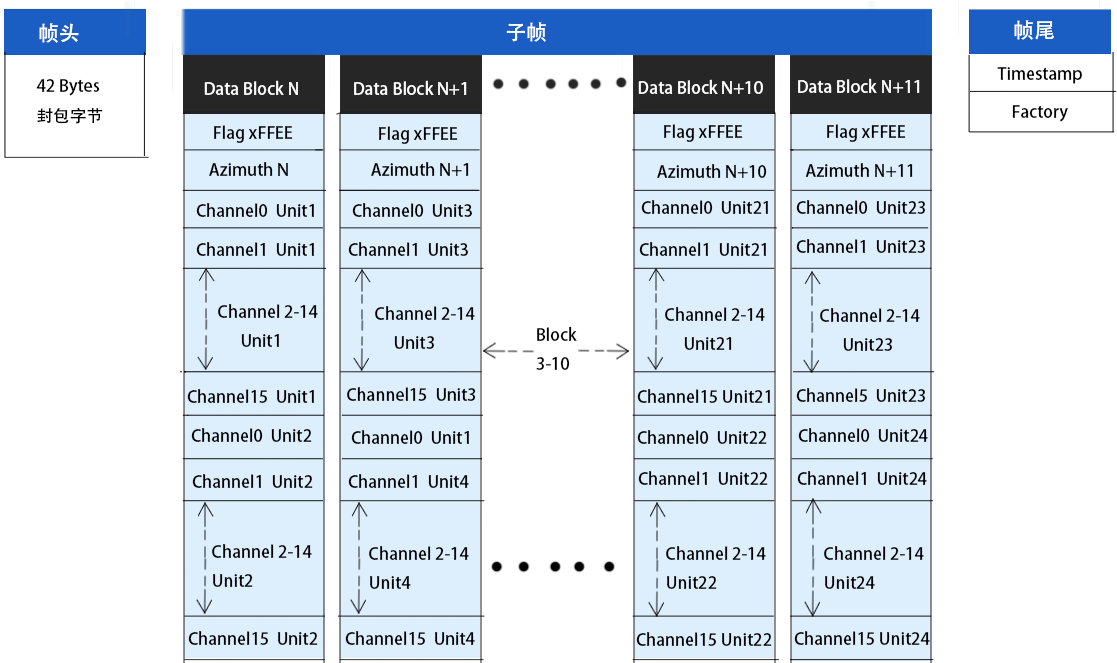 帧头
42 Bytes
封包字节
子帧
Data Block N
Flag xFFEE
Azimuth N
Channel0 Unit1
Channel1 Unit1
Channel 2-14
Unit1
Channel15 Unit1
Channel0 Unit2
Channel1 Unit2
Channel 2-14
Unit2
Channel15 Unit2
Data Block N+1
Flag xFFEE
Azimuth N+1
Channel0 Unit3
Channel1 Unit3
Channel 2-14
Unit3
Channel15 Unit3
Channel0 Unit1
Channel1 Unit4
Channel 2-14
Unit4
Channel15 Unit4
Block
3-10
Data Block N+10
Flag xFFEE
Azimuth N+10
Channel0 Unit21
Channel1 Unit21
Channel 2-14
Unit21
Channel15 Unit21
Channel0 Unit22
Channel1 Unit22
Channel 2-14
Unit22
Channel15 Unit22
Data Block N+11
Flag xFFEE
Azimuth N+11
Channel0 Unit23
Channel1 Unit23
Channel 2-14
Unit23
Channel5 Unit23
Channel0 Unit24
Channel1 Unit24
Channel 2-14
Unit24
Channel15 Unit24
帧尾
Timestamp
Factory